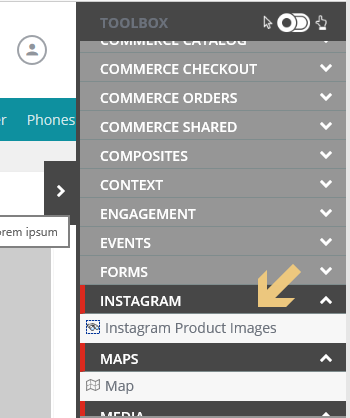 TOOLBOX
COMMERCE CATALOG
COMMERCE CHECKOUT
COMMERCE ORDERS
er Phones
COMMERCE SHARED
COMPOSITES
CONTEXT
ENGAGEMENT
orem ipsum
EVENTS
FORMS
INSTAGRAM
Instagram Product Images
MAPS
Map
MEDIA